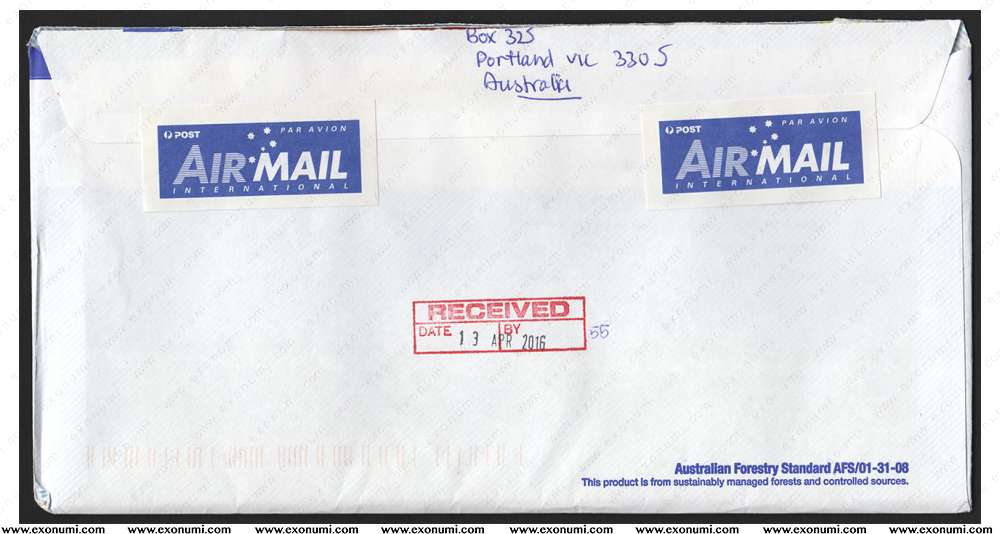 Box 325
Portland VIC 3305
Australia
POST PAR AVION
AIR MAIL
INTERNATIONAL
POST PAR AVION
AIR MAIL
INTERNATIONAL
RECEIVED
DATE BY
13 APR 2016
55
Australian Forestry Standard AFS/01-31-08
This product is from sustainably managed forests and controlled sources.
www.exonumi.com www.exonumi.com www.exonumi.com www.exonumi.com www.exonumi.com www.exonumi.com www.exonumi.com www.exonumi.com